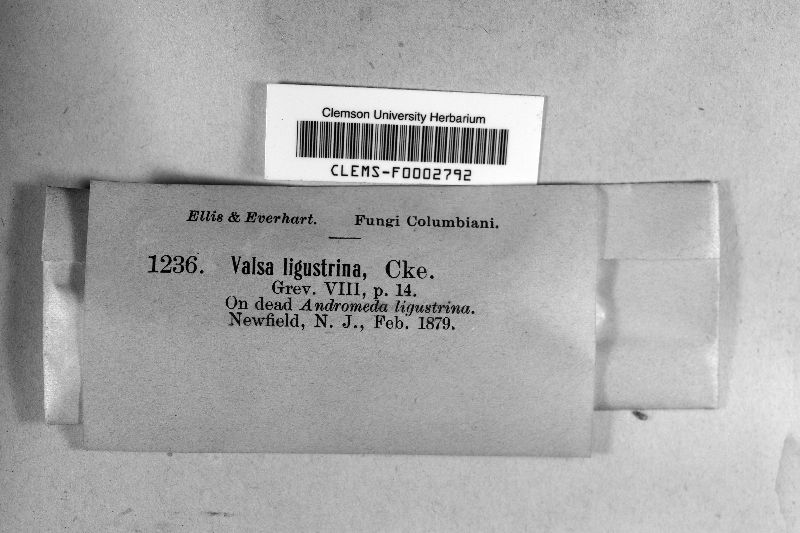 Clemson University Herbarium
CLEMS-F0002792
Ellis & Everhart. Fungi Columbiani.
1236. Valsa ligustrina, Cke.
Grev. VIII, p. 14.
On dead Andromeda ligustrina.
Newfield, N. J., Feb. 1879.